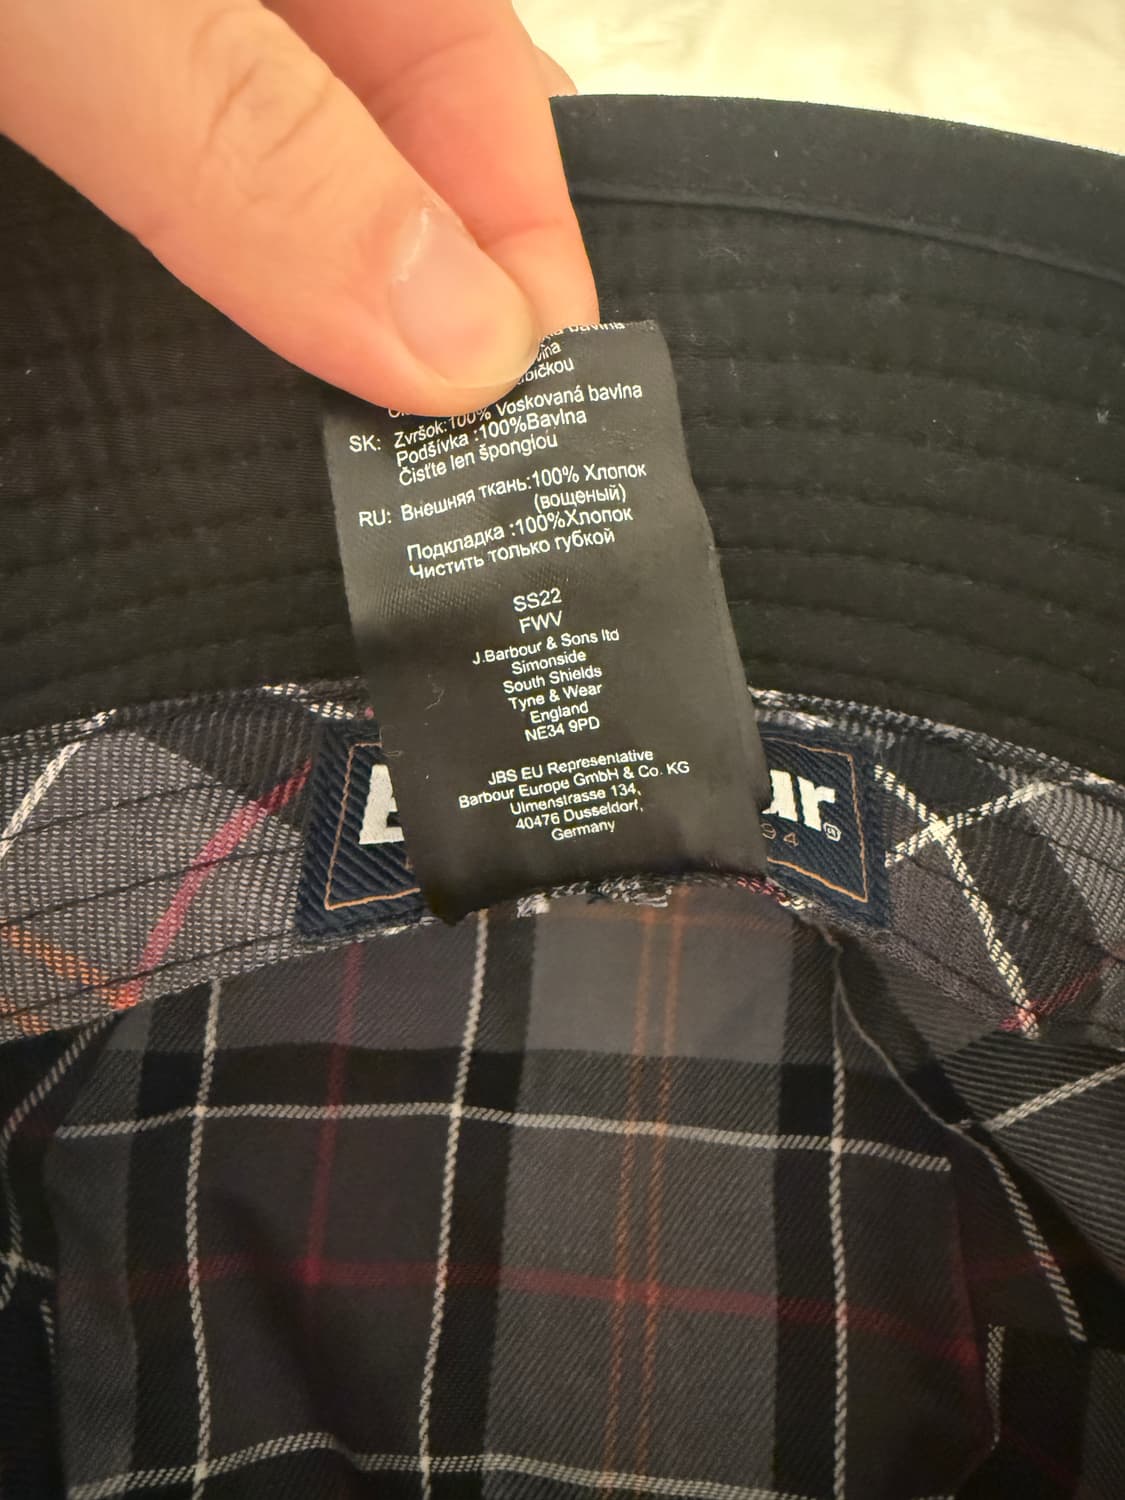 bavlna
SK: Zvršok:100% Voskovaná bavlna
Podšívka :100%Bavlna
Čisťte len špongiou
RU: Внешняя ткань:100% Хлопок
(вощеный)
Подкладка :100%Хлопок
Чистить только губкой
SS22
FWV
J.Barbour & Sons ltd
Simonside
South Shields
Tyne & Wear
England
NE34 9PD
JBS EU Representative
Barbour Europe GmbH & Co. KG
Ulmenstrasse 134,
40476 Dusseldorf,
Germany